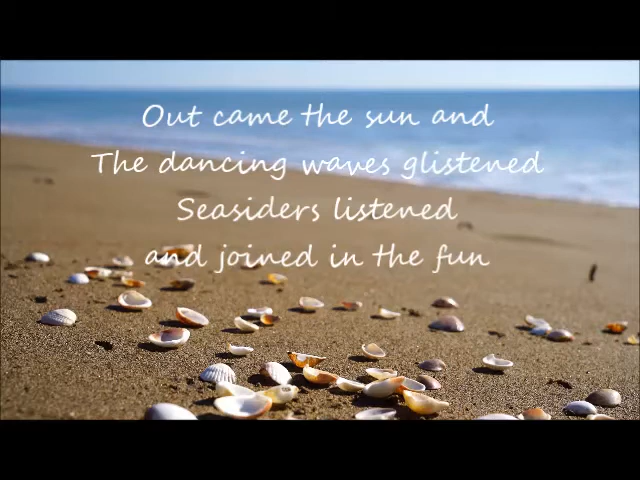 Out came the sun and
The dancing waves glistened
Seasiders listened
and joined in the fun